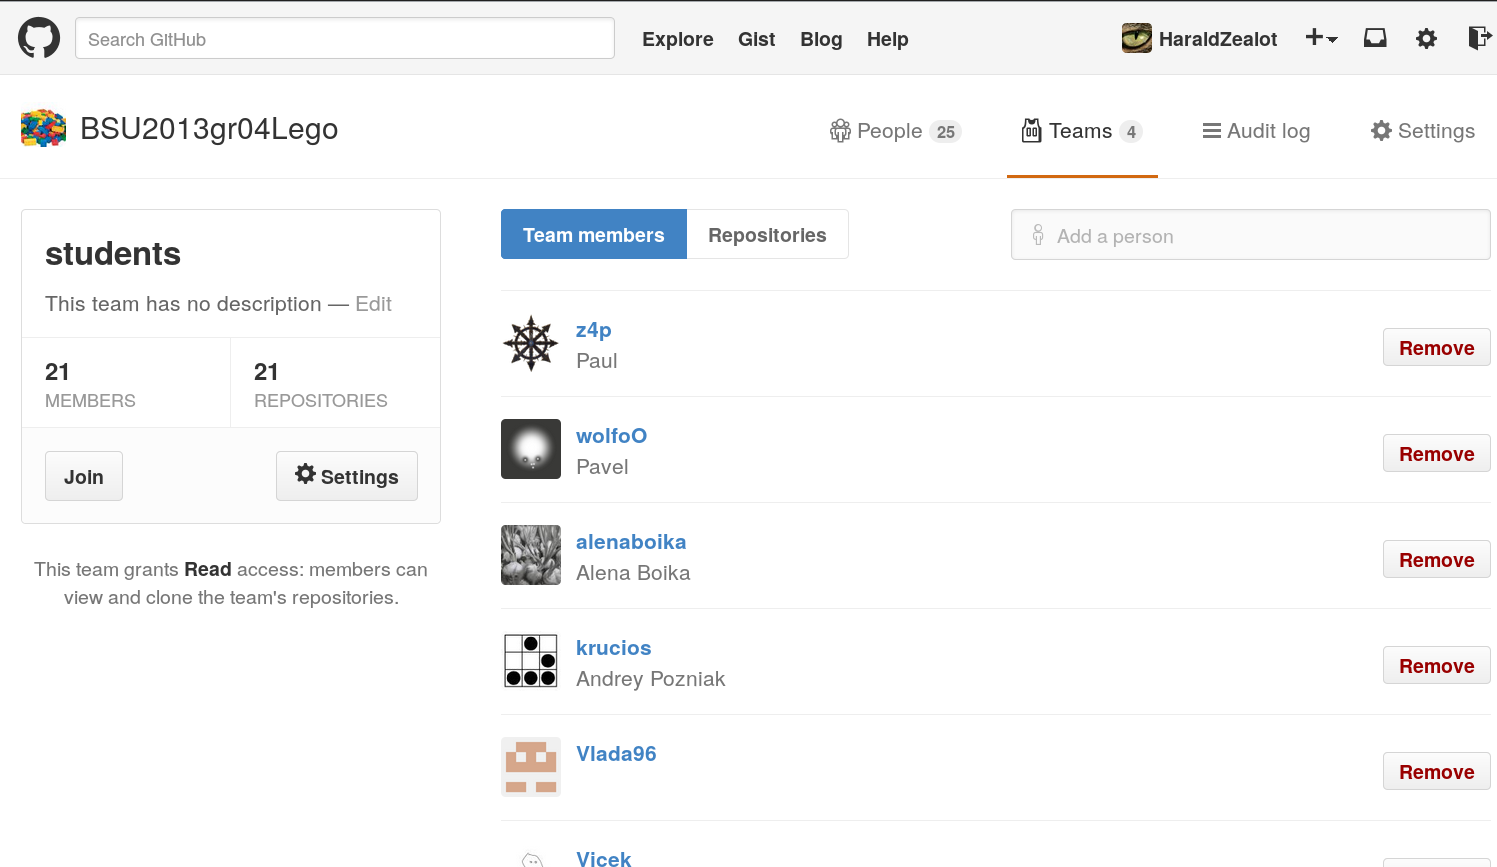 Search GitHub
Explore Gist Blog Help
HaraldZealot
BSU2013gr04Lego
People 25
Teams 4
Audit log
Settings
students
This team has no description — Edit
21
MEMBERS
21
REPOSITORIES
Join
Settings
This team grants Read access: members can
view and clone the team's repositories.
Team members
Repositories
Add a person
z4p
Paul
Remove
wolfoO
Pavel
Remove
alenaboika
Alena Boika
Remove
krucios
Andrey Pozniak
Remove
Vlada96
Remove
Vicek